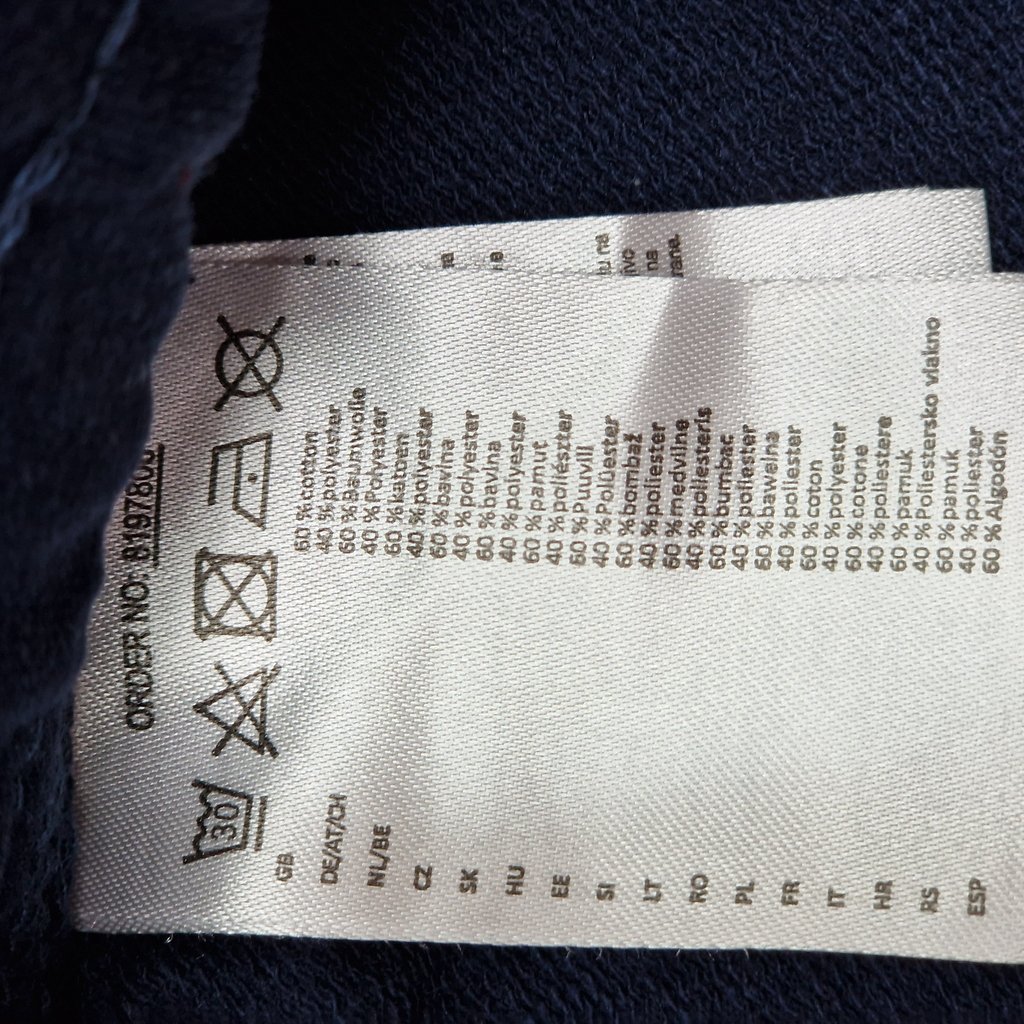 ORDER NO:
30
GB 60 % cotton
40 % polyester
DE/AT/CH 60 % Baumwolle
40 % Polyester
NL/BE 60 % katoen
40 % polyester
CZ 60 % bavlna
40 % polyester
SK 60 % bavlna
40 % polyester
HU 60 % pamut
40 % poliészter
EE 60 % Puuvill
40 % Polüester
SI 60 % bombaž
40 % poliester
LT 60 % medvilnė
40 % poliesteris
RO 60 % bumbac
40 % poliester
PL 60 % bawełna
40 % poliester
FR 60 % coton
40 % polyester
IT 60 % cotone
40 % poliestere
HR 60 % pamuk
40 % Poliestersko vlakno
RS 60 % pamuk
40 % poliester
ESP 60 % Algodón